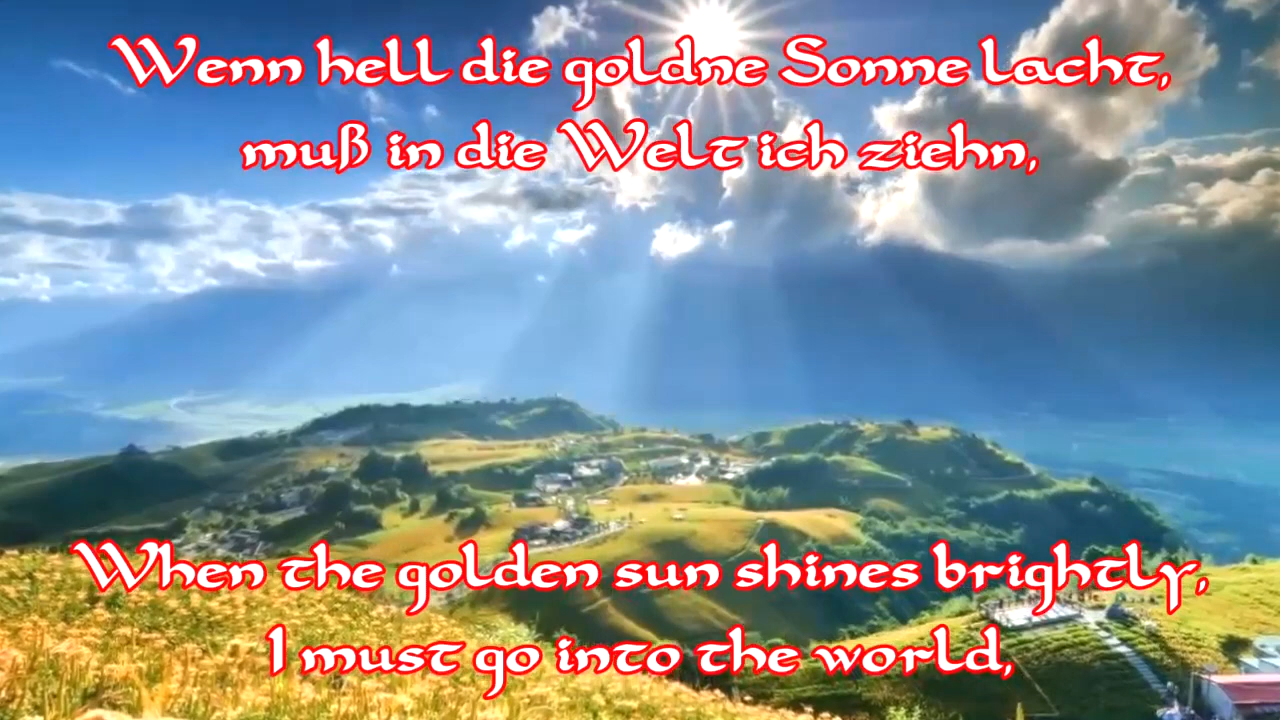 Wenn hell die goldne Sonne lacht,
muß in die Welt ich ziehn,
When the golden sun shines brightly,
I must go into the world,